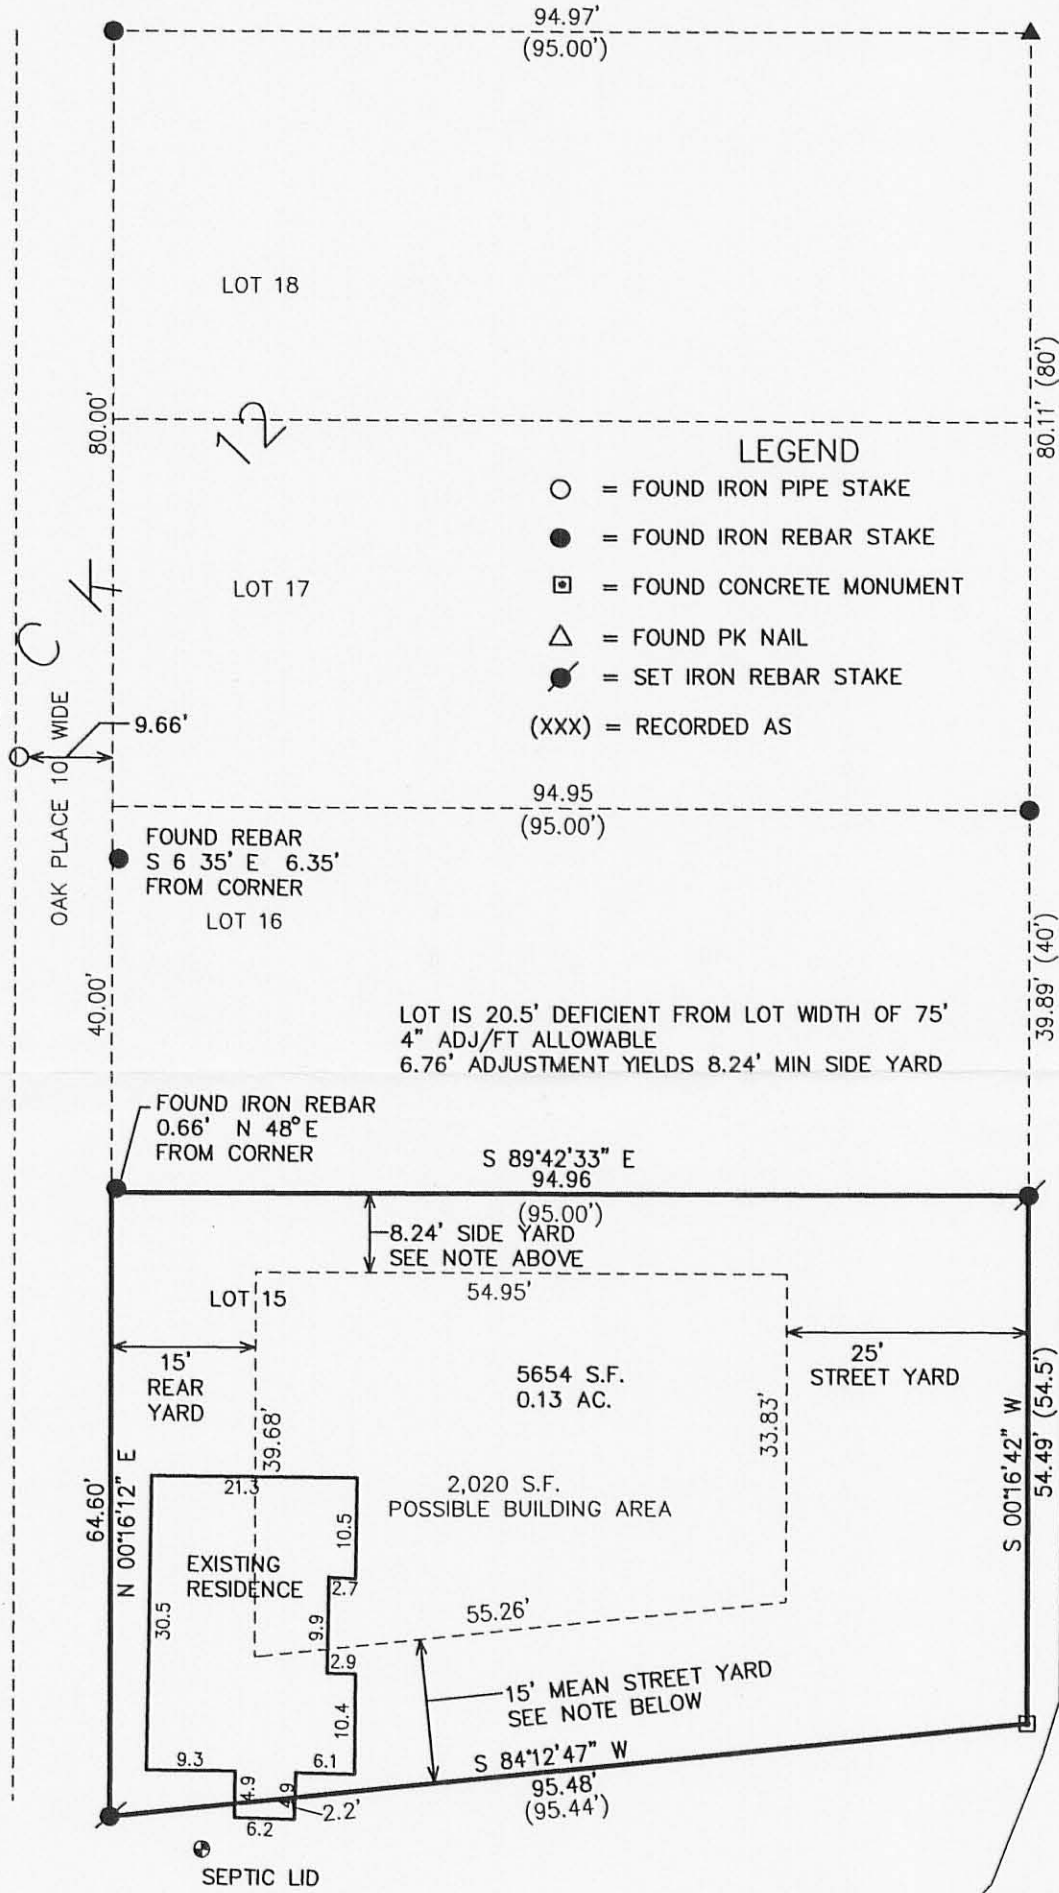 94.97'
(95.00')
LOT 18
80.00'
80.11' (80')
12
LEGEND
= FOUND IRON PIPE STAKE
= FOUND IRON REBAR STAKE
= FOUND CONCRETE MONUMENT
= FOUND PK NAIL
= SET IRON REBAR STAKE
(XXX) = RECORDED AS
LOT 17
C K
OAK PLACE 10' WIDE
9.66'
94.95
(95.00')
FOUND REBAR
S 6 35' E 6.35'
FROM CORNER
LOT 16
40.00'
39.89' (40')
LOT IS 20.5' DEFICIENT FROM LOT WIDTH OF 75'
4" ADJ/FT ALLOWABLE
6.76' ADJUSTMENT YIELDS 8.24' MIN SIDE YARD
FOUND IRON REBAR
0.66' N 48°E
FROM CORNER
S 89°42'33" E
94.96
(95.00')
8.24' SIDE YARD
SEE NOTE ABOVE
LOT 15
54.95'
15'
REAR
YARD
5654 S.F.
0.13 AC.
25'
STREET YARD
39.68'
33.83'
64.60'
N 00°16'12" E
S 00°16'42" W
54.49' (54.5')
21.3
2,020 S.F.
POSSIBLE BUILDING AREA
10.5
EXISTING
RESIDENCE
2.7
30.5
9.9
55.26'
2.9
15' MEAN STREET YARD
SEE NOTE BELOW
10.4
S 84°12'47" W
95.48'
(95.44')
9.3
6.1
4.9
4.9
2.2'
6.2
SEPTIC LID